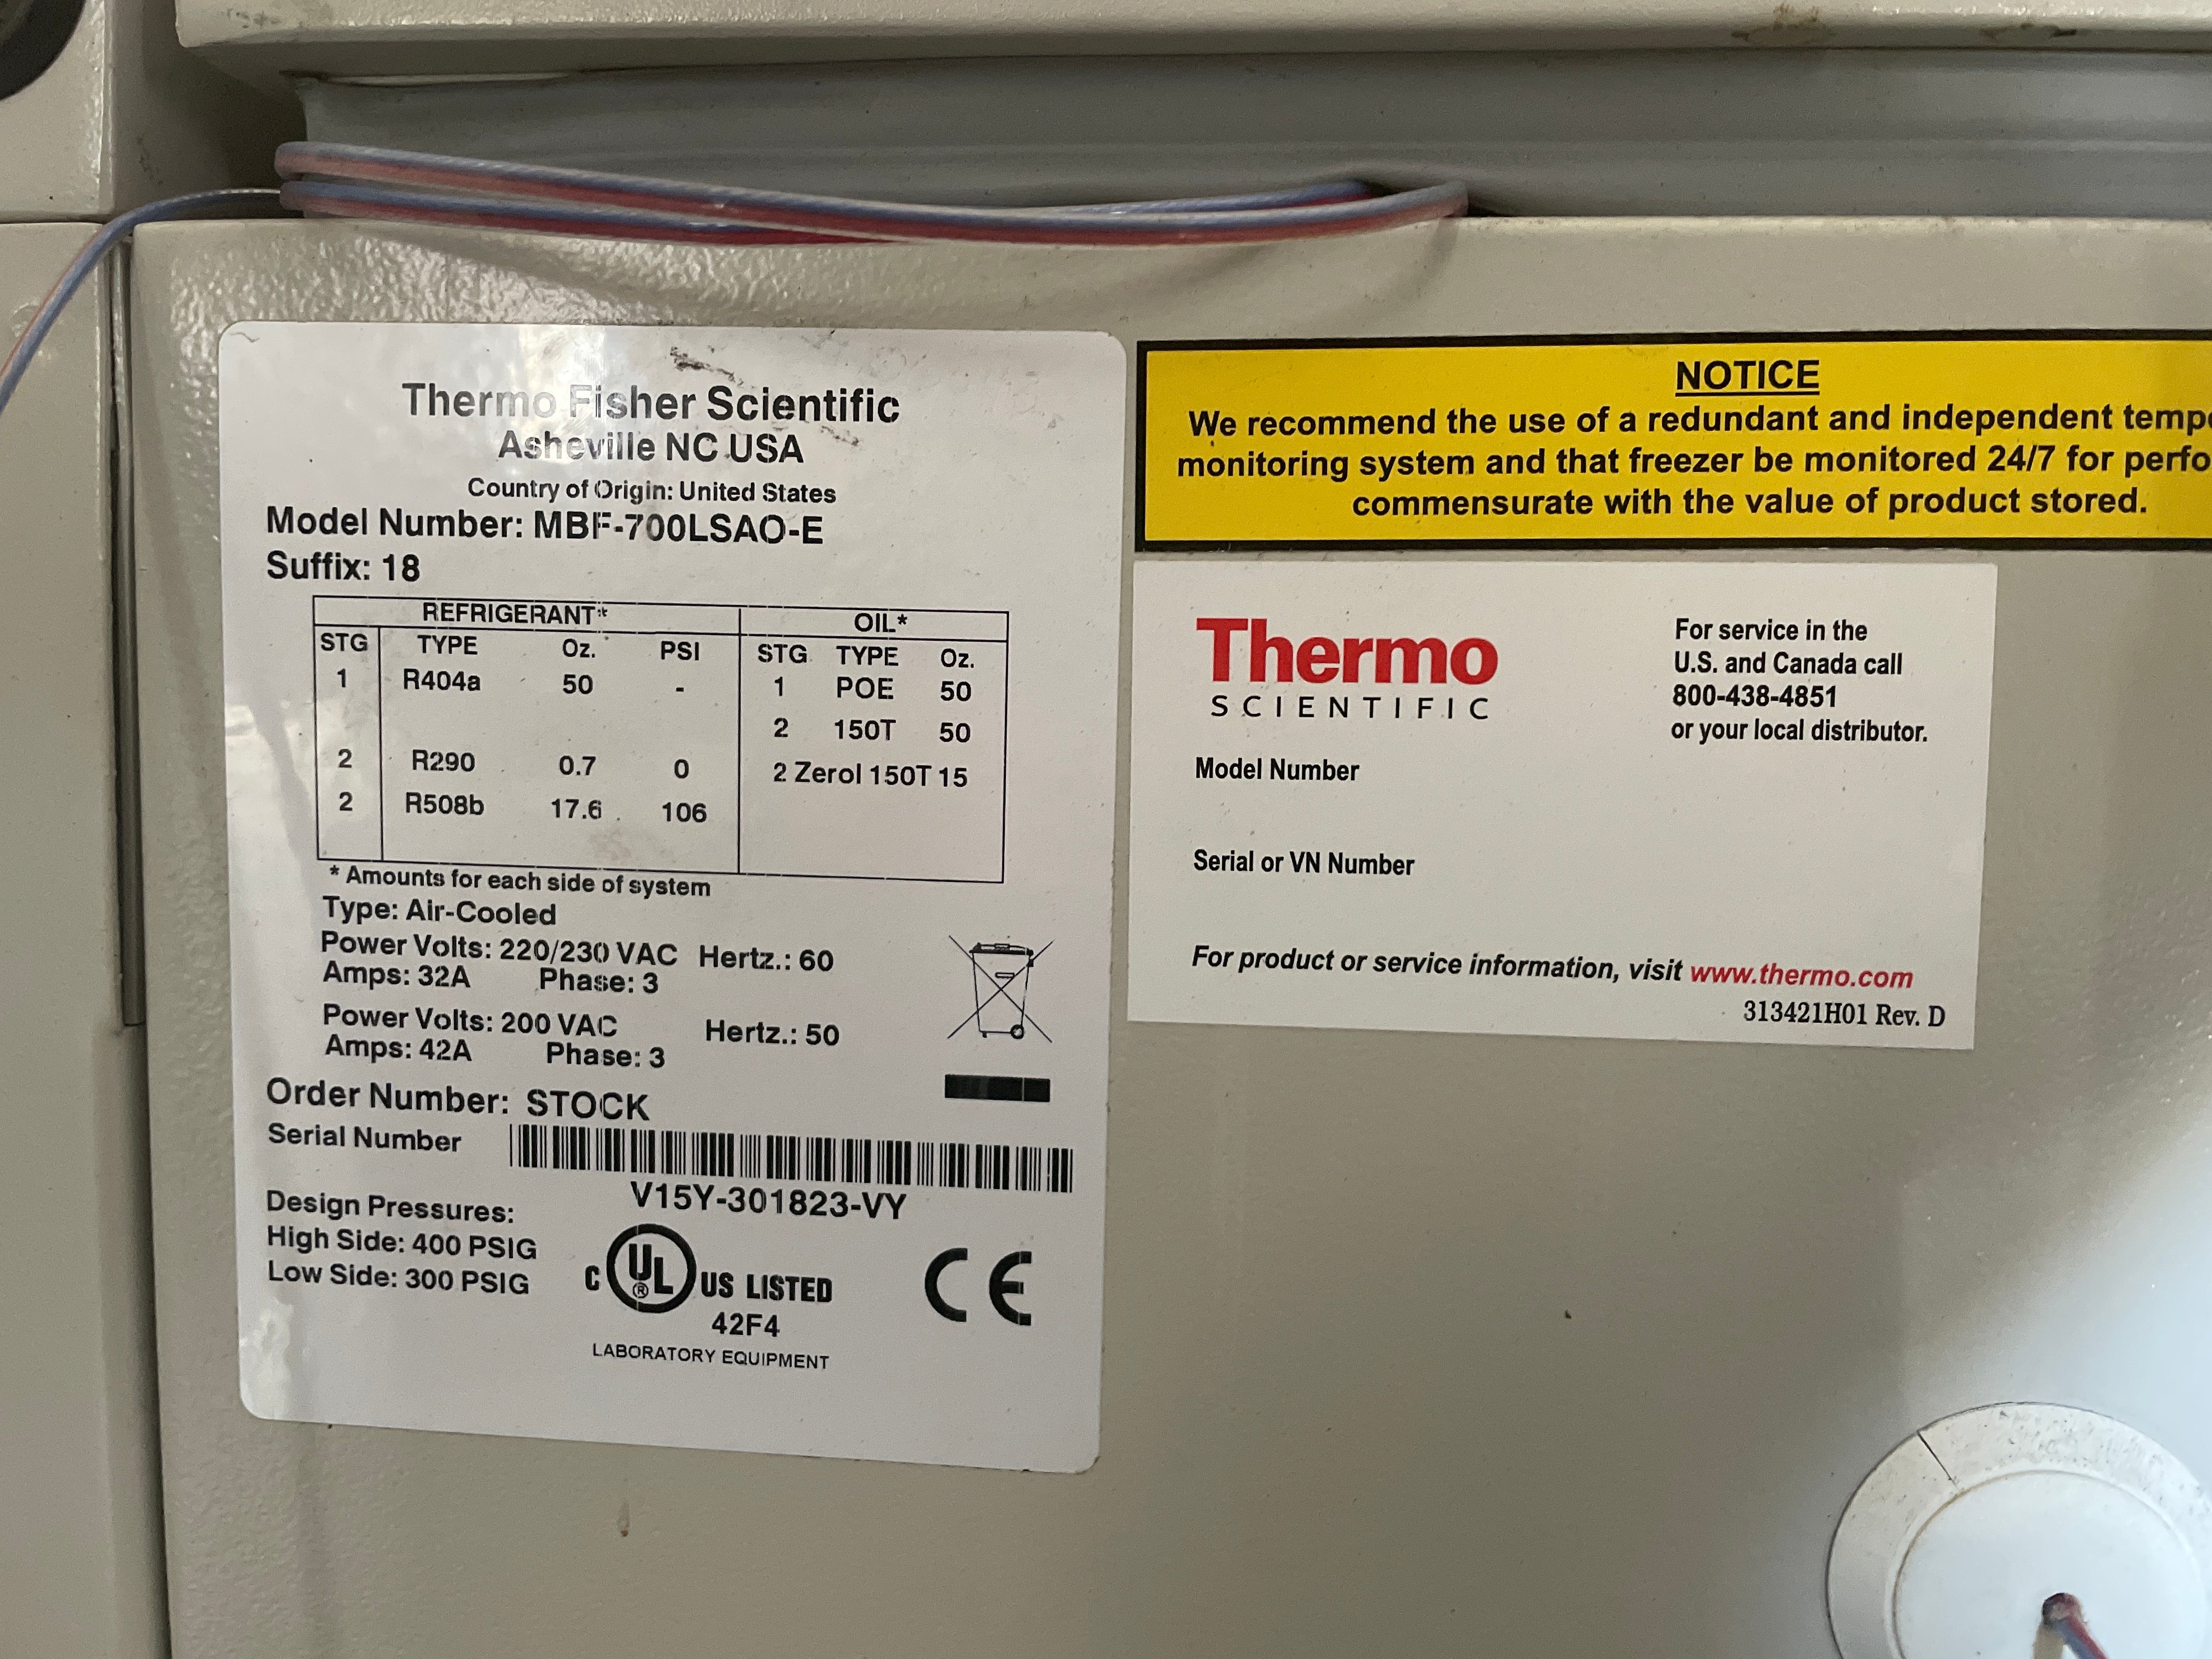 Thermo Fisher Scientific
Asheville NC USA
Country of Origin: United States
Model Number: MBF-700LSAO-E
Suffix: 18
REFRIGERANT* OIL*
STG TYPE Oz. PSI STG TYPE Oz.
1 R404a 50 - 1 POE 50
2 150T 50
2 R290 0.7 0 2 Zerol 150T 15
2 R508b 17.6 106
* Amounts for each side of system
Type: Air-Cooled
Power Volts: 220/230 VAC Hertz.: 60
Amps: 32A Phase: 3
Power Volts: 200 VAC Hertz.: 50
Amps: 42A Phase: 3
Order Number: STOCK
Serial Number
V15Y-301823-VY
Design Pressures:
High Side: 400 PSIG
Low Side: 300 PSIG
C UL ® US LISTED
42F4
LABORATORY EQUIPMENT
CE
NOTICE
We recommend the use of a redundant and independent temp
monitoring system and that freezer be monitored 24/7 for perfo
commensurate with the value of product stored.
Thermo
SCIENTIFIC
For service in the
U.S. and Canada call
800-438-4851
or your local distributor.
Model Number
Serial or VN Number
For product or service information, visit www.thermo.com
313421H01 Rev. D